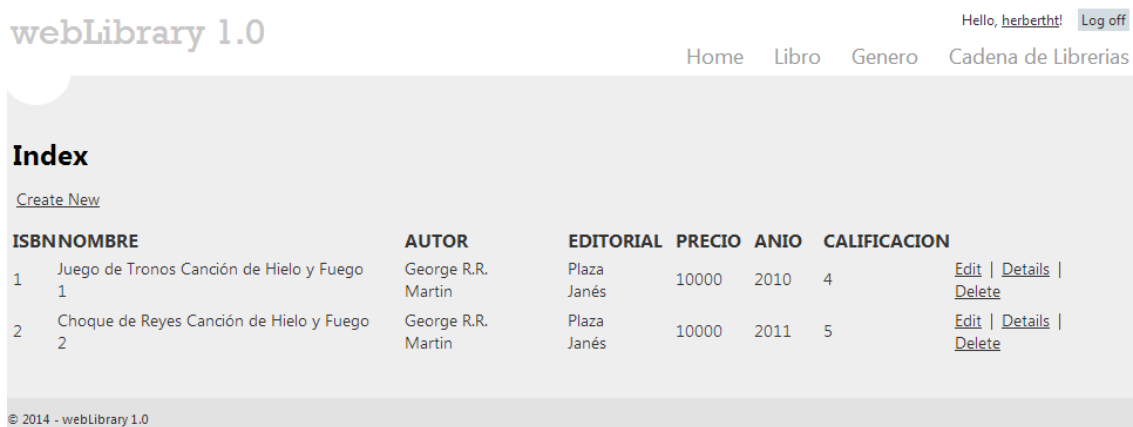 webLibrary 1.0
Hello, herbertht! Log off
Home Libro Genero Cadena de Librerias
Index
Create New
ISBN NOMBRE AUTOR EDITORIAL PRECIO ANIO CALIFICACION
1 Juego de Tronos Canción de Hielo y Fuego 1 George R.R. Martin Plaza Janés 10000 2010 4 Edit | Details | Delete
2 Choque de Reyes Canción de Hielo y Fuego 2 George R.R. Martin Plaza Janés 10000 2011 5 Edit | Details | Delete
© 2014 - webLibrary 1.0